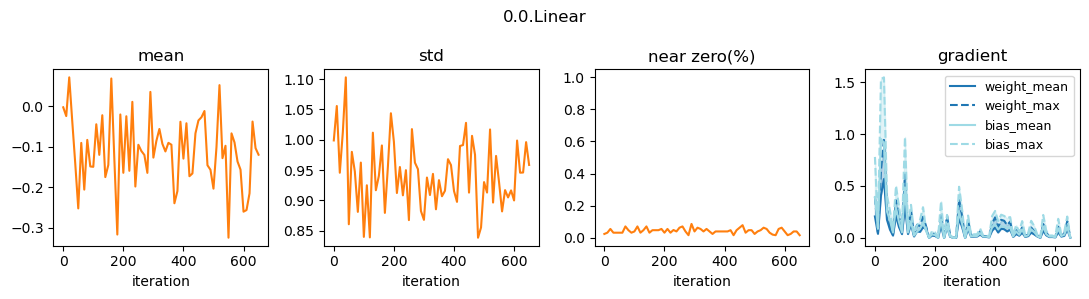 0.0.Linear
mean
0.0
−0.1
−0.2
−0.3
0
200
400
600
iteration
std
1.10
1.05
1.00
0.95
0.90
0.85
0
200
400
600
iteration
near zero(%)
1.0
0.8
0.6
0.4
0.2
0.0
0
200
400
600
iteration
gradient
1.5
1.0
0.5
0.0
weight_mean
weight_max
bias_mean
bias_max
0
200
400
600
iteration